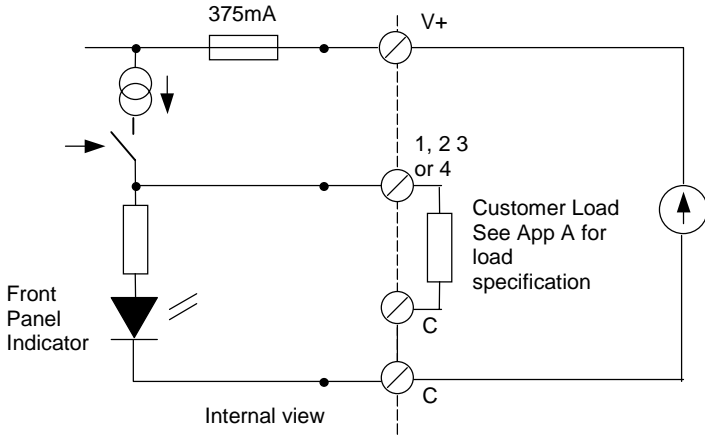 375mA
V+
1, 2 3
or 4
Customer Load
See App A for
load
specification
Front
Panel
Indicator
C
C
Internal view